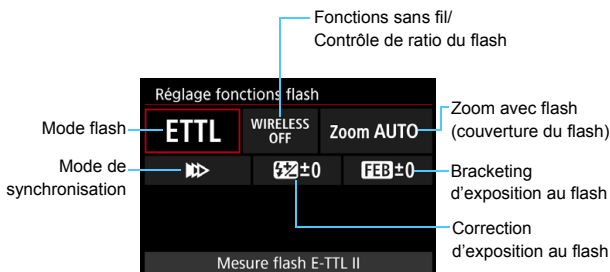 Fonctions sans fil/
Contrôle de ratio du flash
Réglage fonctions flash
Mode flash
ETTL
WIRELESS
OFF
Zoom AUTO
Zoom avec flash
(couverture du flash)
Mode de
synchronisation
±0
FEB±0
Bracketing
d'exposition au flash
Correction
d'exposition au flash
Mesure flash E-TTL II